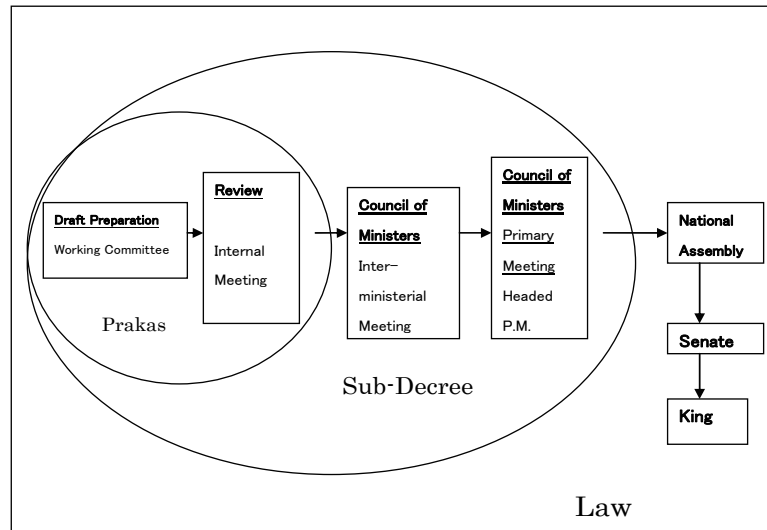 Draft Preparation
Working Committee
Review
Internal
Meeting
Council of
Ministers
Inter-
ministerial
Meeting
Council of
Ministers
Primary
Meeting
Headed
P.M.
National
Assembly
Senate
King
Prakas
Sub-Decree
Law